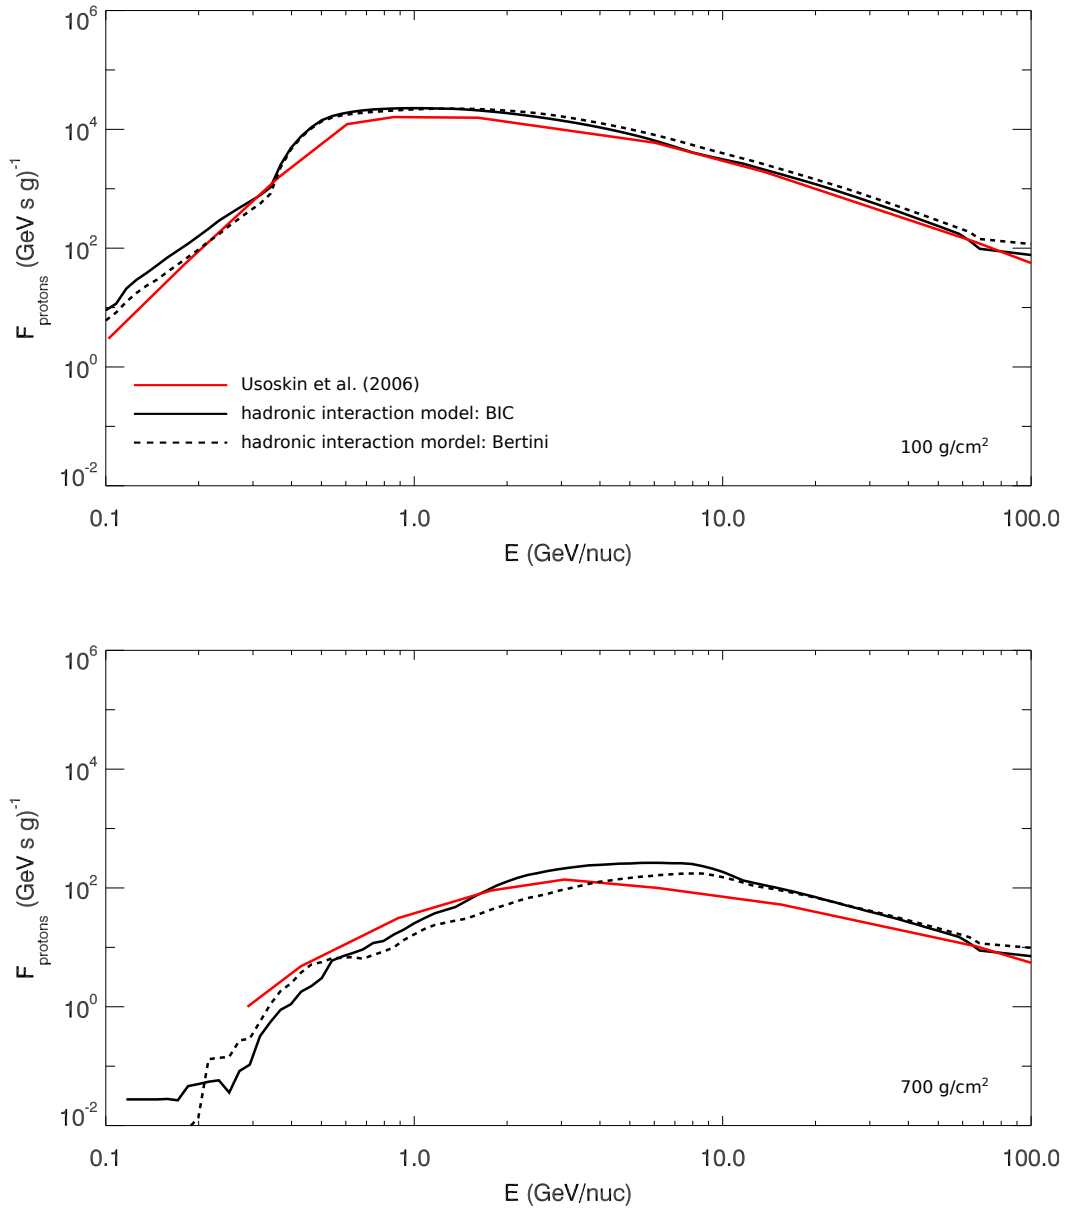 10^6
10^4
10^2
10^0
10^-2
F_protons (GeV s g)^-1
Usoskin et al. (2006)
hadronic interaction model: BIC
hadronic interaction mordel: Bertini
100 g/cm^2
0.1 1.0 10.0 100.0
E (GeV/nuc)
10^6
10^4
10^2
10^0
10^-2
F_protons (GeV s g)^-1
700 g/cm^2
0.1 1.0 10.0 100.0
E (GeV/nuc)